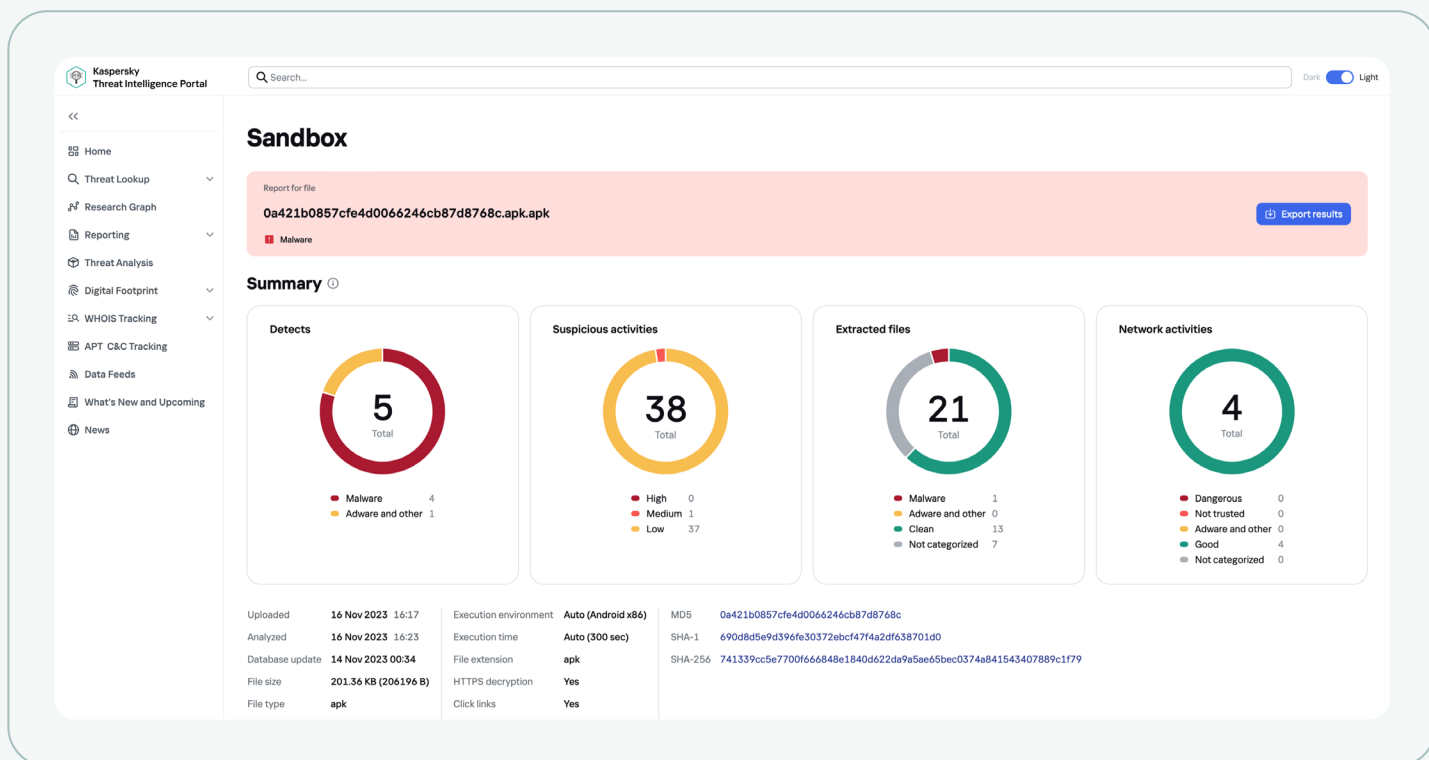 Kaspersky
Threat Intelligence Portal
Search...
Dark
Light
Home
Threat Lookup
Research Graph
Reporting
Threat Analysis
Digital Footprint
WHOIS Tracking
APT C&C Tracking
Data Feeds
What's New and Upcoming
News
Sandbox
Report for file
0a421b0857cfe4d0066246cb87d8768c.apk.apk
Malware
Export results
Summary
Detects
5
Total
Malware 4
Adware and other 1
Suspicious activities
38
Total
High 0
Medium 1
Low 37
Extracted files
21
Total
Malware 1
Adware and other 0
Clean 13
Not categorized 7
Network activities
4
Total
Dangerous 0
Not trusted 0
Adware and other 0
Good 4
Not categorized 0
Uploaded 16 Nov 2023 16:17
Analyzed 16 Nov 2023 16:23
Database update 14 Nov 2023 00:34
File size 201.36 KB (206196 B)
File type apk
Execution environment Auto (Android x86)
Execution time Auto (300 sec)
File extension apk
HTTPS decryption Yes
Click links Yes
MD5 0a421b0857cfe4d0066246cb87d8768c
SHA-1 690d8d5e9d396fe30372ebcf47f4a2df638701d0
SHA-256 741339cc5e7700f666848e1840d622da9a5ae65bec0374a841543407889c1f79